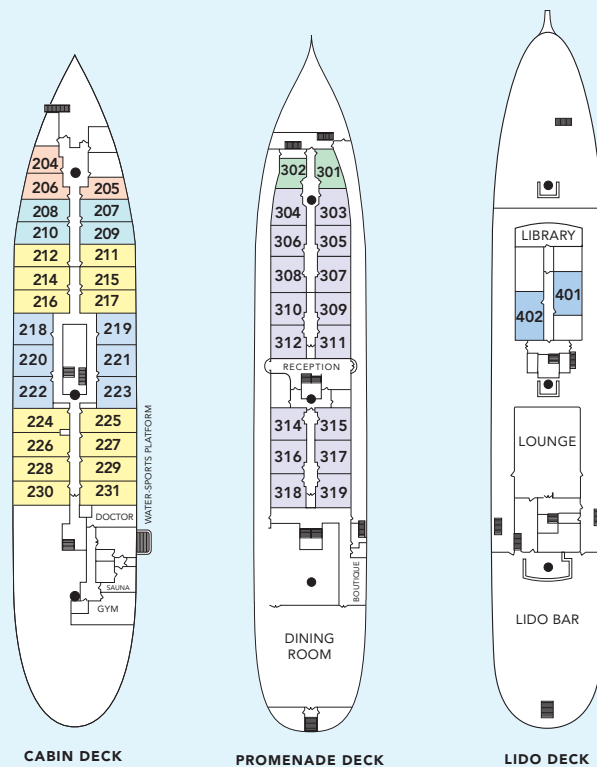 204
206 205
208 207
210 209
212 211
214 215
216 217
218 219
220 221
222 223
224 225
226 227
228 229
230 231
WATER-SPORTS PLATFORM
DOCTOR
SAUNA
GYM
CABIN DECK
302 301
304 303
306 305
308 307
310 309
312 311
RECEPTION
314 315
316 317
318 319
BOUTIQUE
DINING
ROOM
PROMENADE DECK
LIBRARY
401
402
LOUNGE
LIDO BAR
LIDO DECK